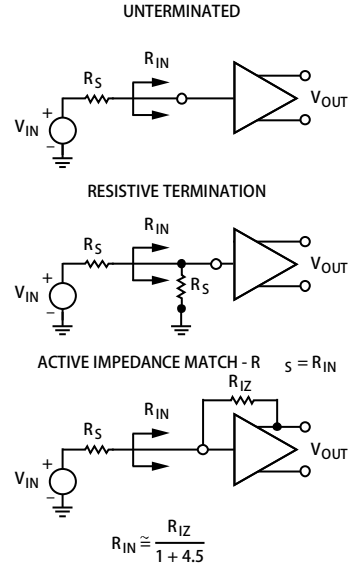 UNTERMINATED
R_IN
R_S
V_IN
+
−
V_OUT
RESISTIVE TERMINATION
R_IN
R_S
R_S
V_IN
+
−
V_OUT
ACTIVE IMPEDANCE MATCH - R S = R_IN
R_IZ
R_IN
R_S
V_IN
+
−
V_OUT
R_IN ≅ R_IZ
1 + 4.5